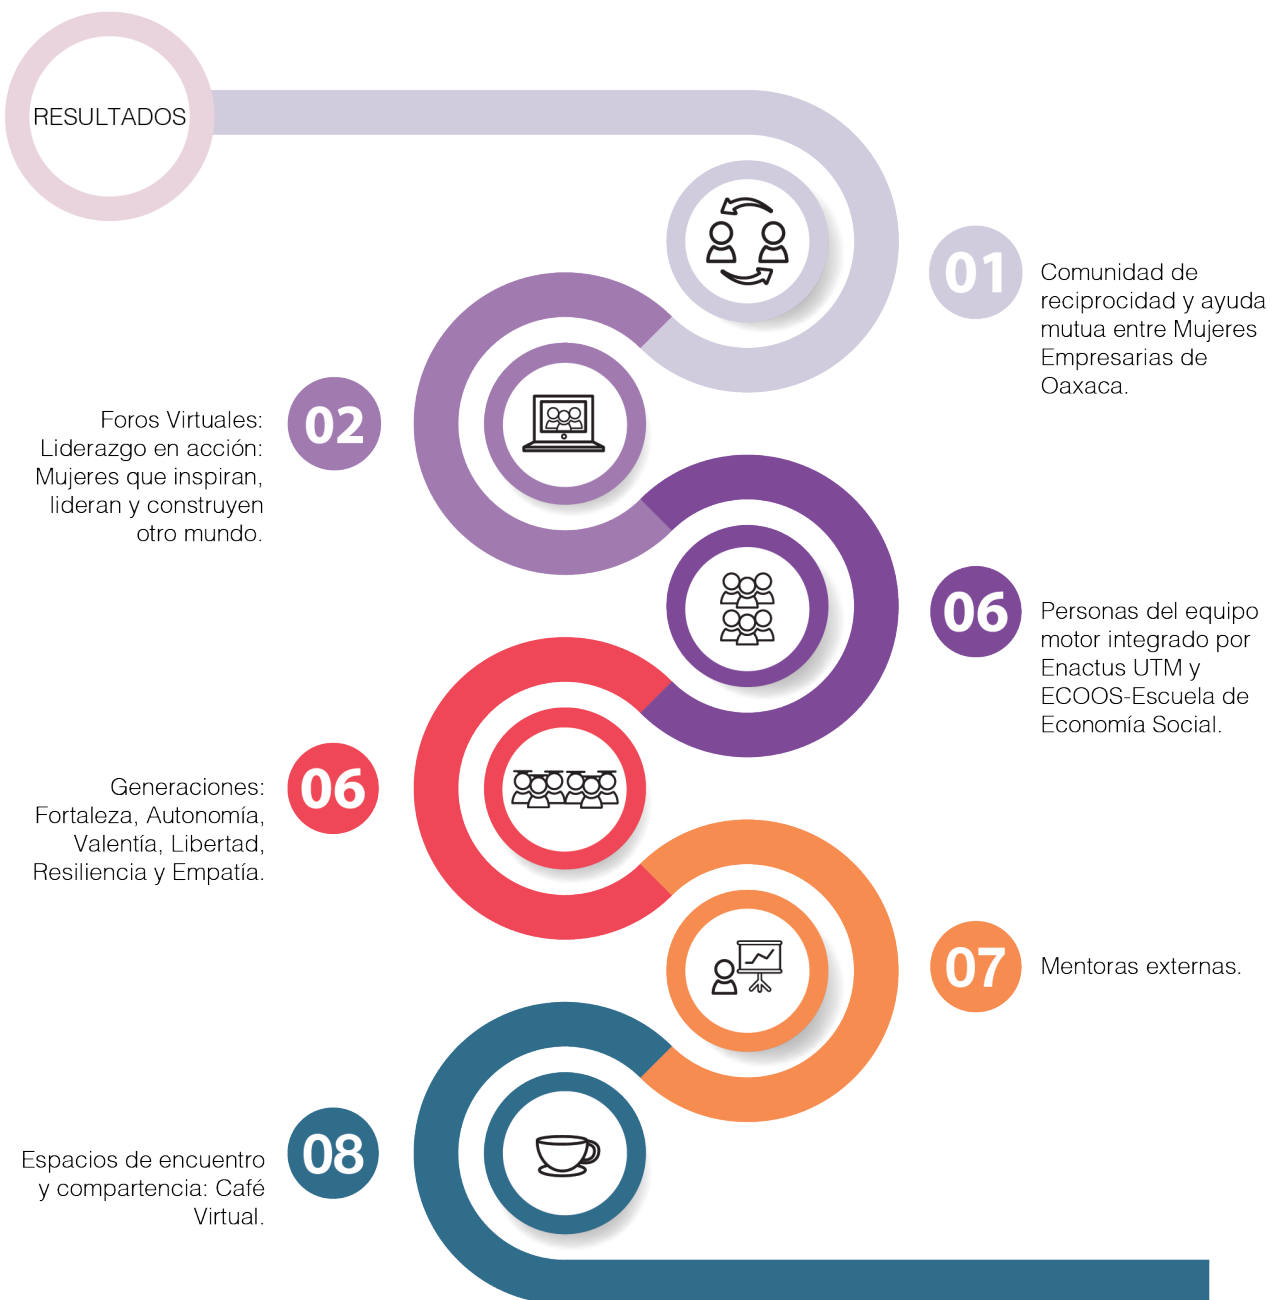 RESULTADOS
01
Comunidad de
reciprocidad y ayuda
mutua entre Mujeres
Empresarias de
Oaxaca.
02
Foros Virtuales:
Liderazgo en acción:
Mujeres que inspiran,
lideran y construyen
otro mundo.
06
Personas del equipo
motor integrado por
Enactus UTM y
ECOOS-Escuela de
Economía Social.
06
Generaciones:
Fortaleza, Autonomía,
Valentía, Libertad,
Resiliencia y Empatía.
07
Mentoras externas.
08
Espacios de encuentro
y compartencia: Café
Virtual.